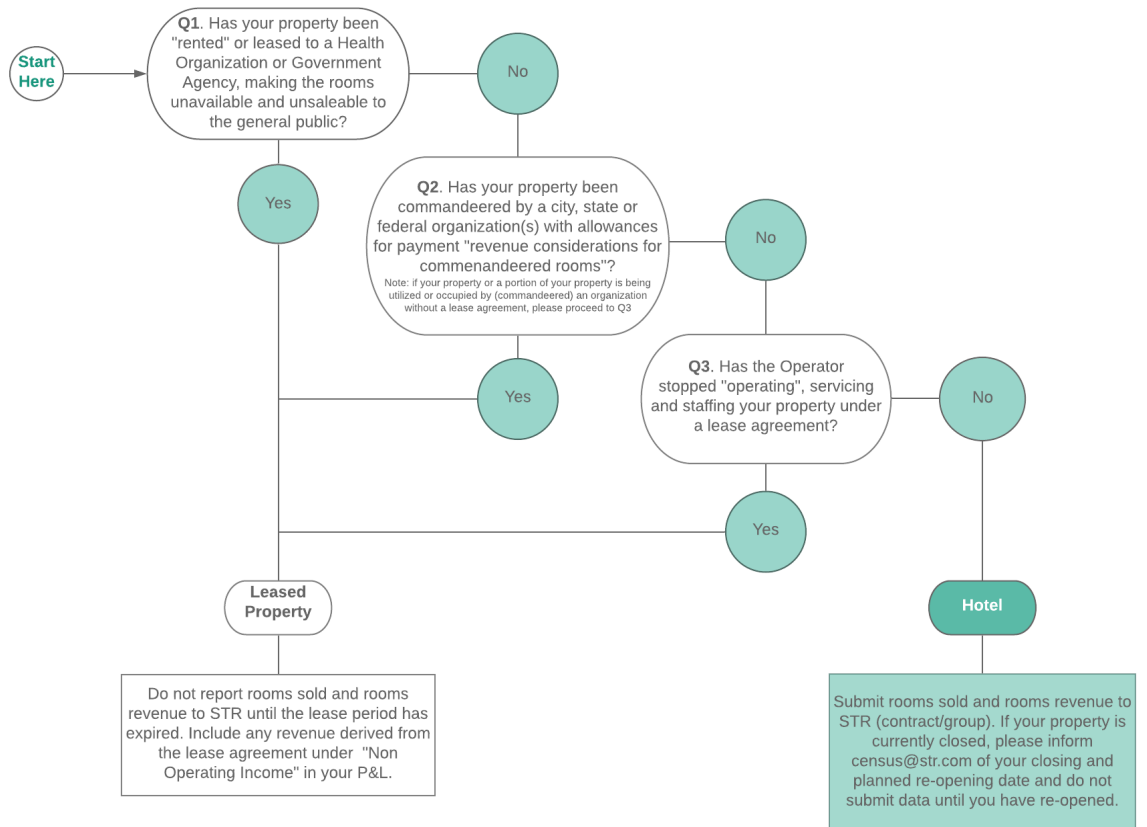 Start
Here
Q1. Has your property been
"rented" or leased to a Health
Organization or Government
Agency, making the rooms
unavailable and unsaleable to
the general public?
No
Yes
Q2. Has your property been
commandeered by a city, state or
federal organization(s) with allowances
for payment "revenue considerations for
commenandeered rooms"?
Note: if your property or a portion of your property is being
utilized or occupied by (commandeered) an organization
without a lease agreement, please proceed to Q3
No
Yes
Q3. Has the Operator
stopped "operating", servicing
and staffing your property under
a lease agreement?
No
Yes
Leased
Property
Do not report rooms sold and rooms
revenue to STR until the lease period has
expired. Include any revenue derived from
the lease agreement under "Non
Operating Income" in your P&L.
Hotel
Submit rooms sold and rooms revenue to
STR (contract/group). If your property is
currently closed, please inform
census@str.com of your closing and
planned re-opening date and do not
submit data until you have re-opened.